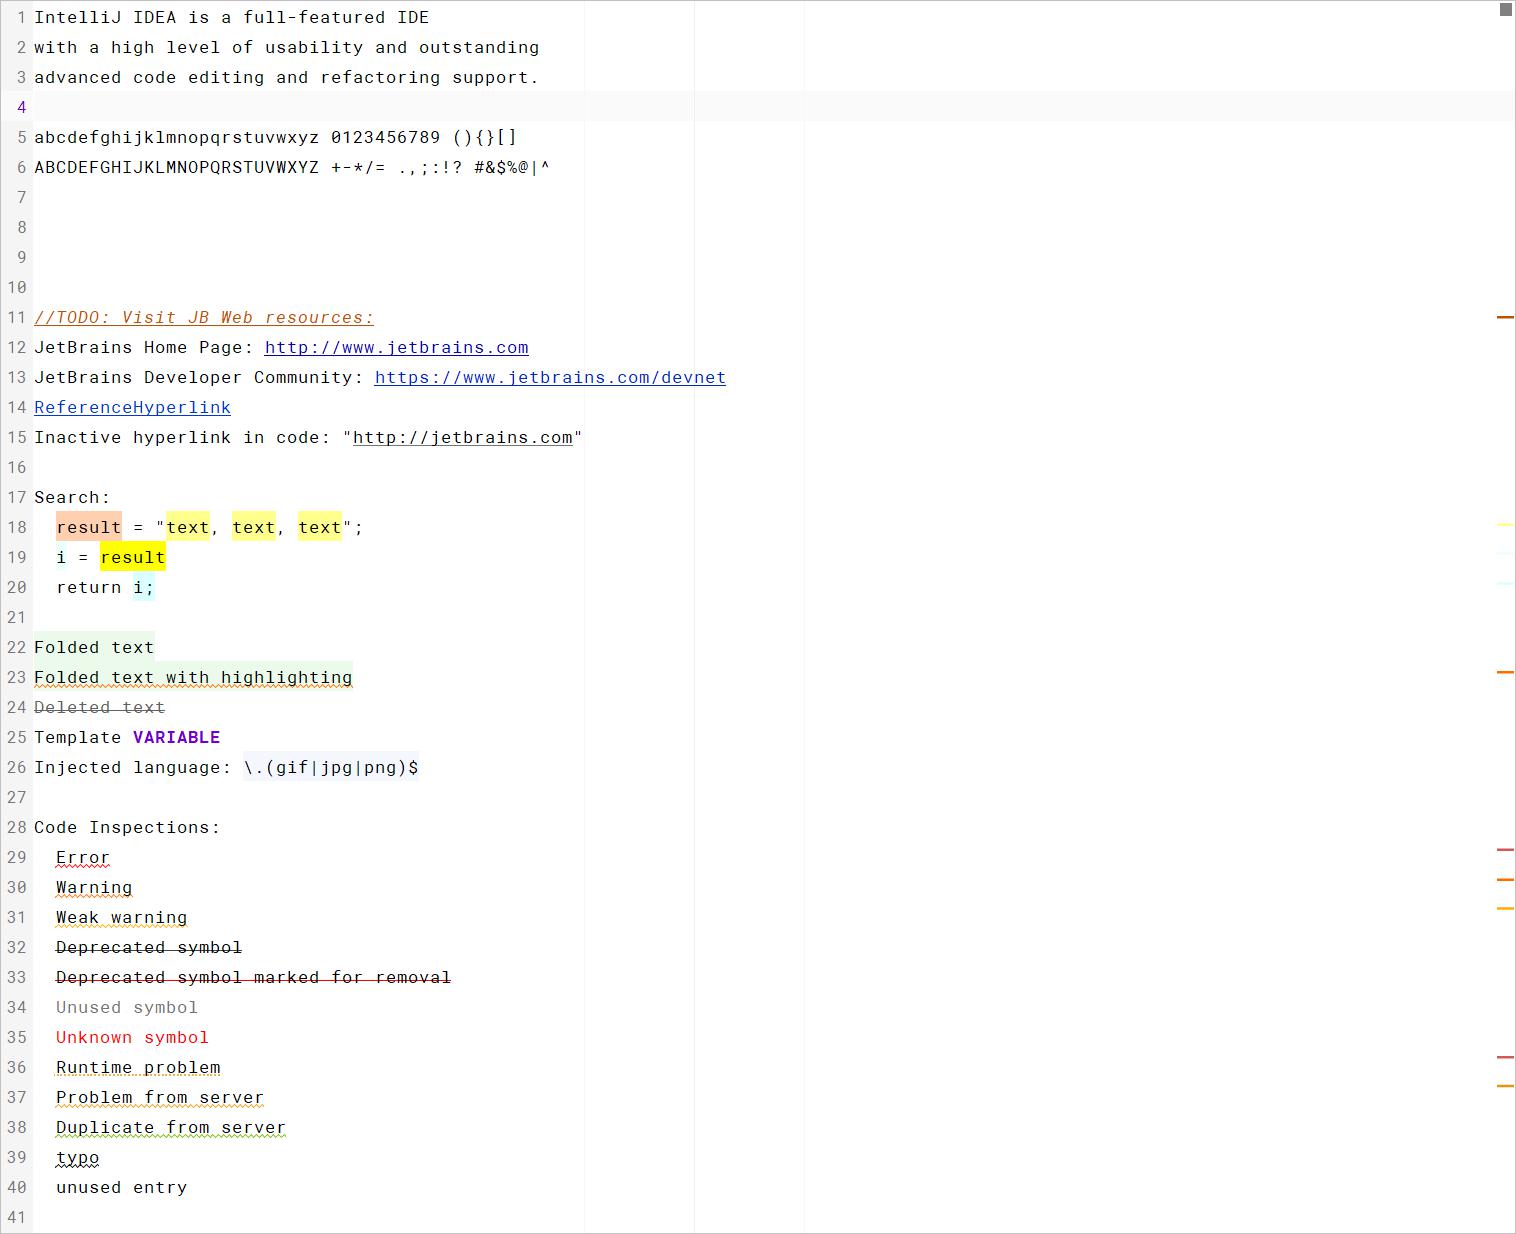 1 IntelliJ IDEA is a full-featured IDE
2 with a high level of usability and outstanding
3 advanced code editing and refactoring support.
4
5 abcdefghijklmnopqrstuvwxyz 0123456789 (){}[]
6 ABCDEFGHIJKLMNOPQRSTUVWXYZ +-*/= .,;:!? #&$%@|^
7
8
9
10
11 //TODO: Visit JB Web resources:
12 JetBrains Home Page: http://www.jetbrains.com
13 JetBrains Developer Community: https://www.jetbrains.com/devnet
14 ReferenceHyperlink
15 Inactive hyperlink in code: "http://jetbrains.com"
16
17 Search:
18   result = "text, text, text";
19   i = result
20   return i;
21
22 Folded text
23 Folded text with highlighting
24 Deleted text
25 Template VARIABLE
26 Injected language: \.(gif|jpg|png)$
27
28 Code Inspections:
29   Error
30   Warning
31   Weak warning
32   Deprecated symbol
33   Deprecated symbol marked for removal
34   Unused symbol
35   Unknown symbol
36   Runtime problem
37   Problem from server
38   Duplicate from server
39   typo
40   unused entry
41